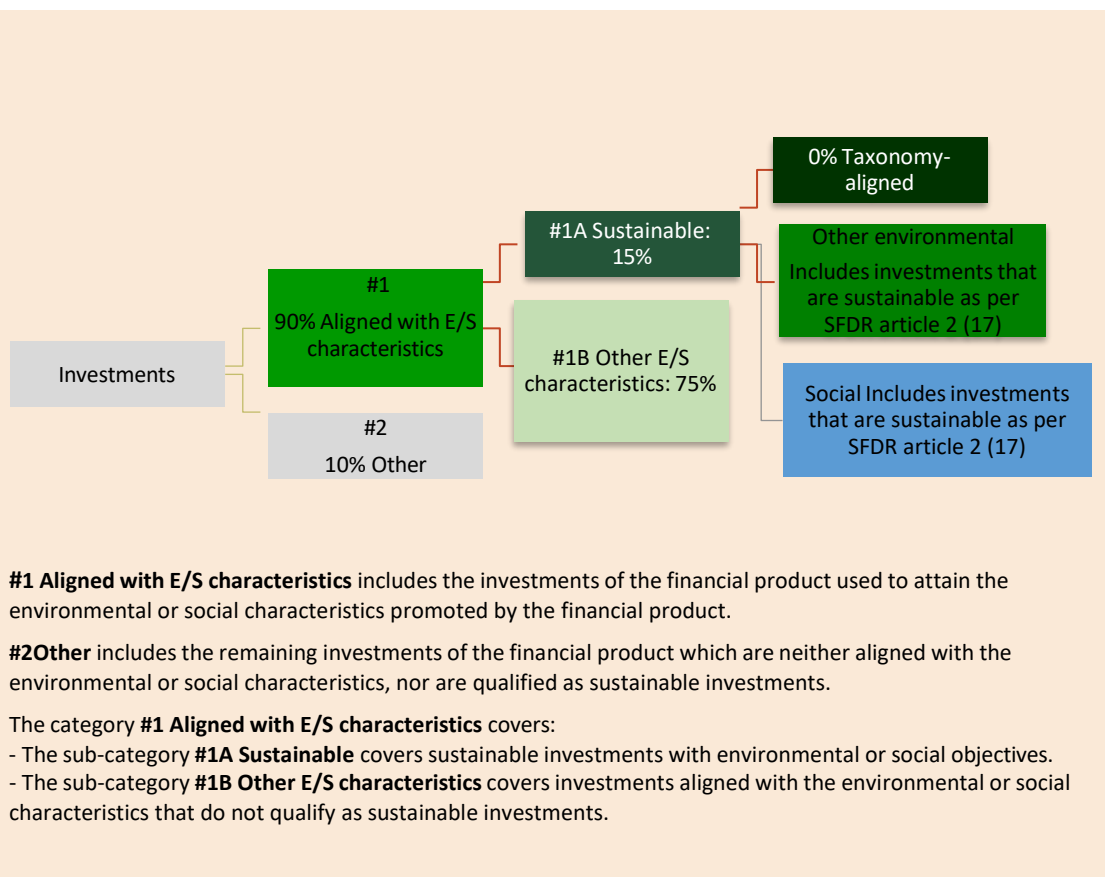 Investments
#1
90% Aligned with E/S
characteristics
#2
10% Other
#1A Sustainable:
15%
#1B Other E/S
characteristics: 75%
0% Taxonomy-
aligned
Other environmental
Includes investments that
are sustainable as per
SFDR article 2 (17)
Social Includes investments
that are sustainable as per
SFDR article 2 (17)
#1 Aligned with E/S characteristics includes the investments of the financial product used to attain the
environmental or social characteristics promoted by the financial product.
#2Other includes the remaining investments of the financial product which are neither aligned with the
environmental or social characteristics, nor are qualified as sustainable investments.
The category #1 Aligned with E/S characteristics covers:
- The sub-category #1A Sustainable covers sustainable investments with environmental or social objectives.
- The sub-category #1B Other E/S characteristics covers investments aligned with the environmental or social
characteristics that do not qualify as sustainable investments.